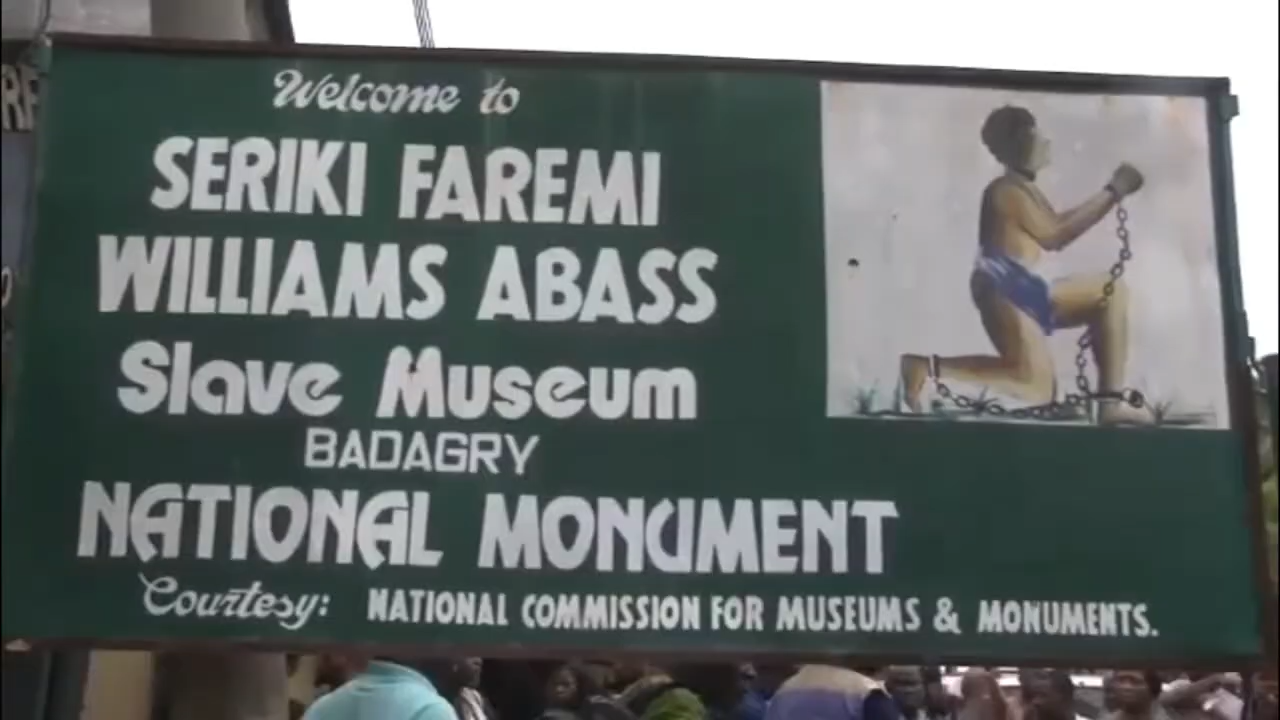 Welcome to
SERIKI FAREMI
WILLIAMS ABASS
Slave Museum
BADAGRY
NATIONAL MONUMENT
Courtesy: NATIONAL COMMISSION FOR MUSEUMS & MONUMENTS.